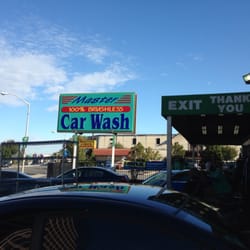 Master
100% BRUSHLESS
Car Wash
EXIT THANK
YOU